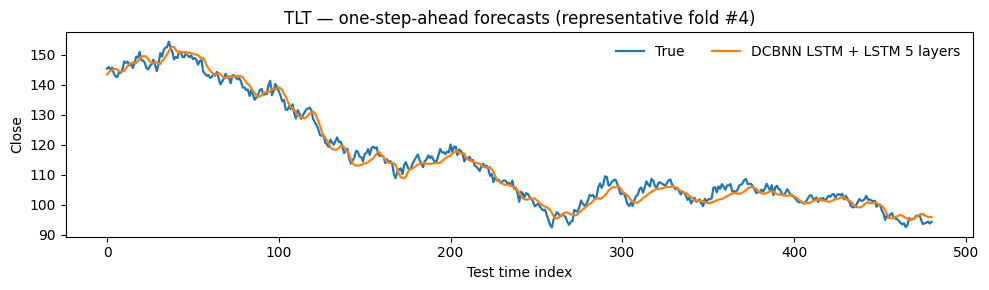 TLT — one-step-ahead forecasts (representative fold #4)
True
DCBNN LSTM + LSTM 5 layers
Close
150
140
130
120
110
100
90
0
100
200
300
400
500
Test time index